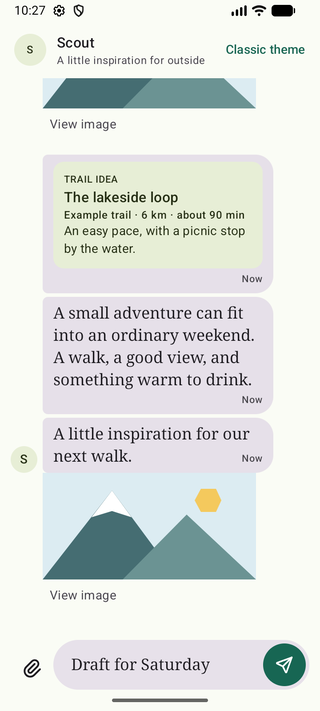 10:27
S
Scout
A little inspiration for outside
Classic theme
View image
TRAIL IDEA
The lakeside loop
Example trail · 6 km · about 90 min
An easy pace, with a picnic stop
by the water.
Now
A small adventure can fit
into an ordinary weekend.
A walk, a good view, and
something warm to drink.
Now
A little inspiration for our
next walk.
Now
S
View image
Draft for Saturday